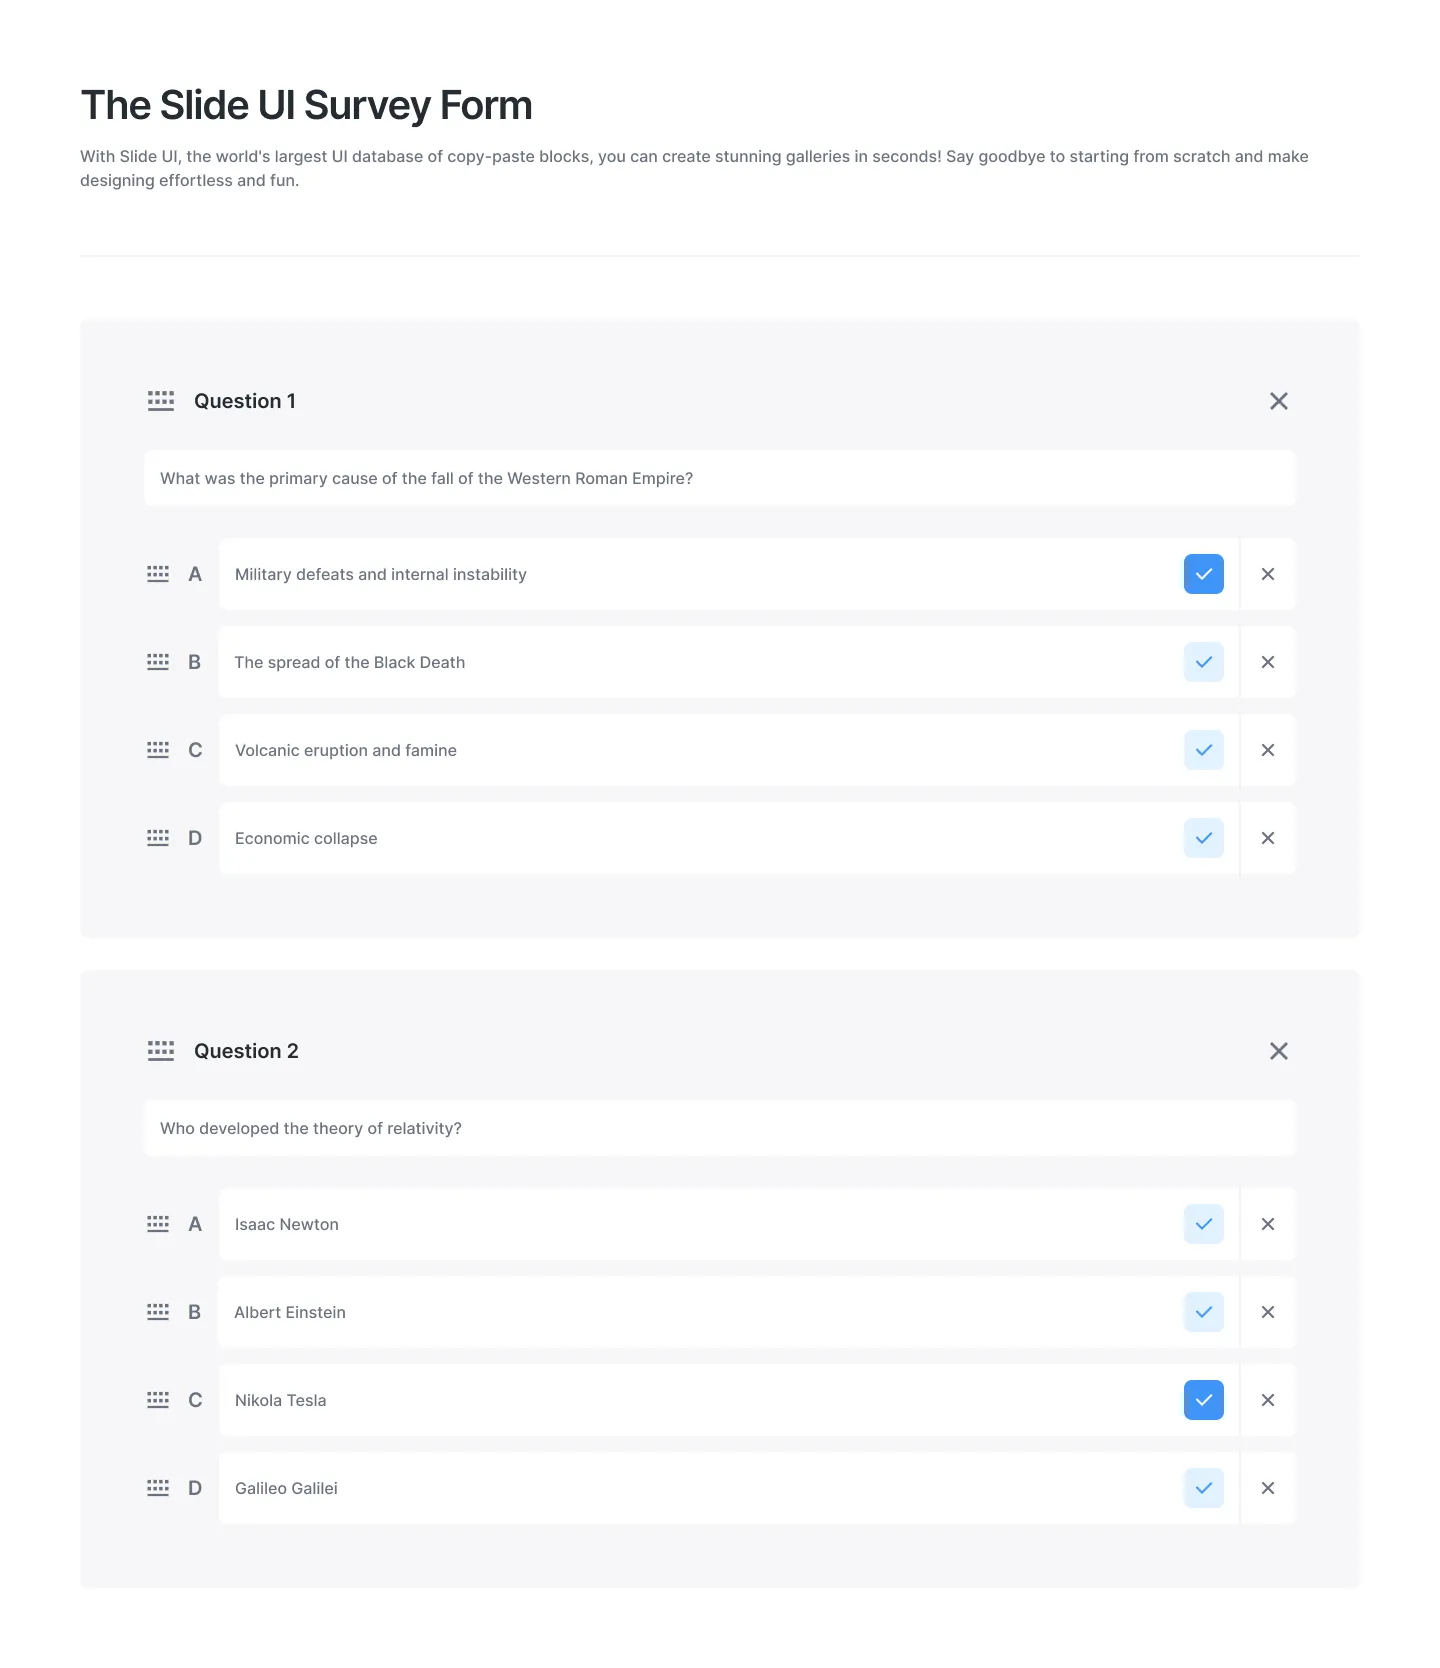 The Slide UI Survey Form
With Slide UI, the world's largest UI database of copy-paste blocks, you can create stunning galleries in seconds! Say goodbye to starting from scratch and make
designing effortless and fun.
Question 1
What was the primary cause of the fall of the Western Roman Empire?
A Military defeats and internal instability
B The spread of the Black Death
C Volcanic eruption and famine
D Economic collapse
Question 2
Who developed the theory of relativity?
A Isaac Newton
B Albert Einstein
C Nikola Tesla
D Galileo Galilei